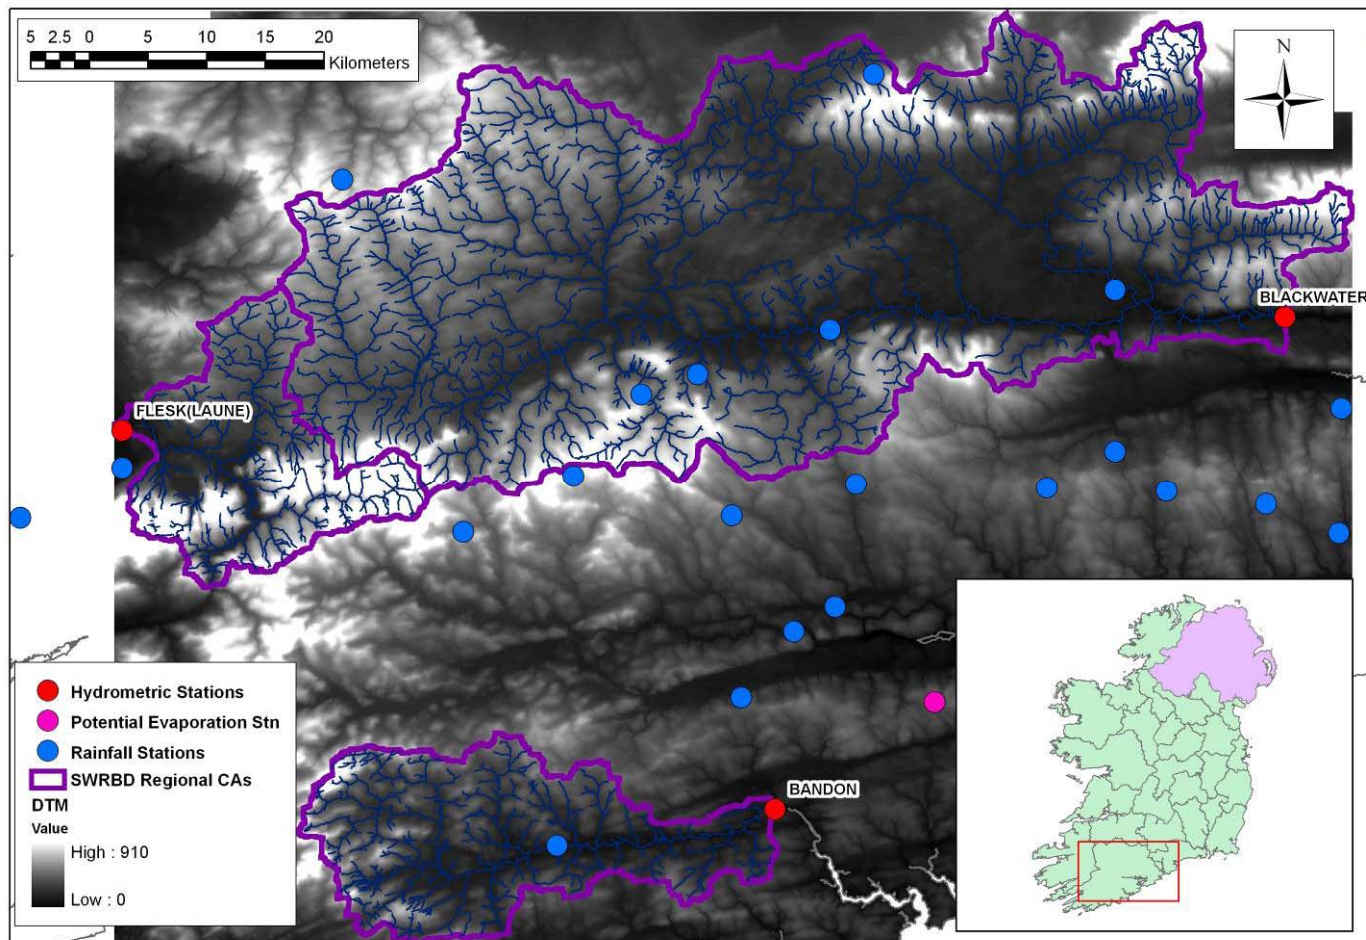 5 2.5 0 5 10 15 20
Kilometers
N
BLACKWATER
FLESK(LAUNE)
BANDON
Hydrometric Stations
Potential Evaporation Stn
Rainfall Stations
SWRBD Regional CAs
DTM
Value
High : 910
Low : 0